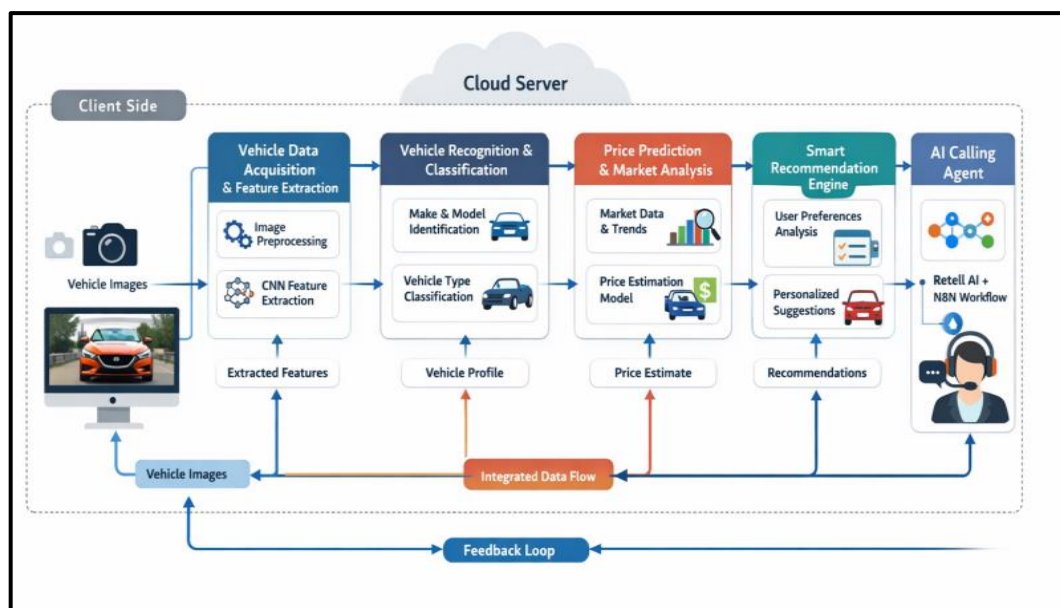 Cloud Server
Client Side
Vehicle Data
Acquisition
& Feature Extraction
Image
Preprocessing
CNN Feature
Extraction
Vehicle Recognition &
Classification
Make & Model
Identification
Vehicle Type
Classification
Price Prediction
& Market Analysis
Market Data
& Trends
Price Estimation
Model
$
Smart
Recommendation
Engine
User Preferences
Analysis
Personalized
Suggestions
AI Calling
Agent
Retell AI +
N8N Workflow
Vehicle Images
Extracted Features
Vehicle Profile
Price Estimate
Recommendations
Vehicle Images
Integrated Data Flow
Feedback Loop